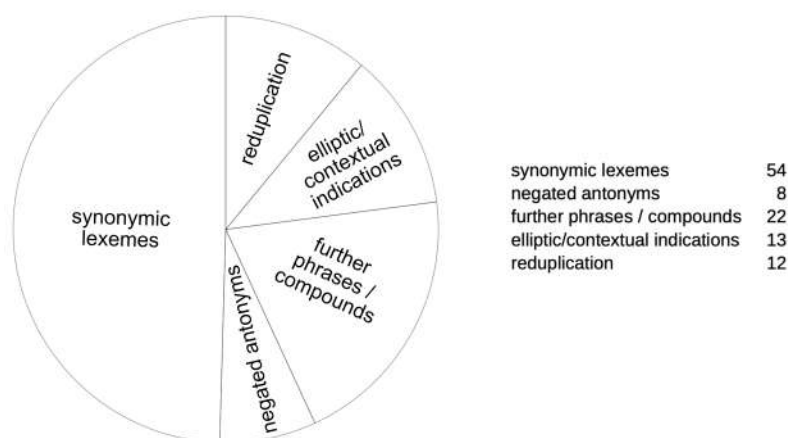 reduplication
elliptic/
contextual
indications
synonymic
lexemes
further
phrases /
compounds
negated antonyms
synonymic lexemes 54
negated antonyms 8
further phrases / compounds 22
elliptic/contextual indications 13
reduplication 12